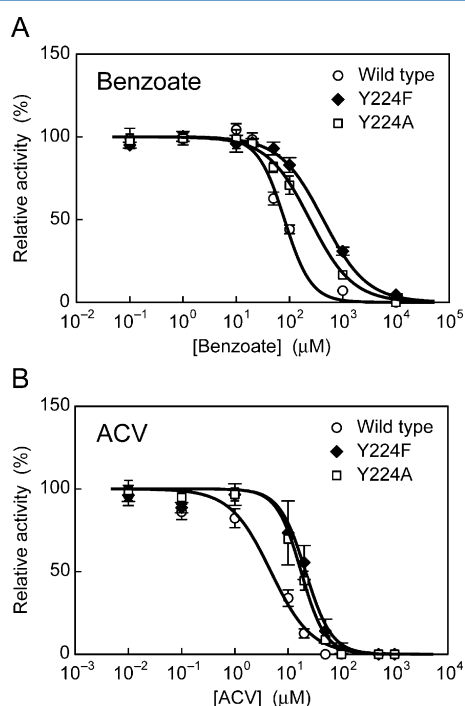 A
150
Benzoate
Wild type
Y224F
Y224A
100
50
0
Relative activity (%)
10−2 10−1 100 101 102 103 104 105
[Benzoate] (μM)
B
150
ACV
Wild type
Y224F
Y224A
100
50
0
Relative activity (%)
10−3 10−2 10−1 100 101 102 103 104
[ACV] (μM)